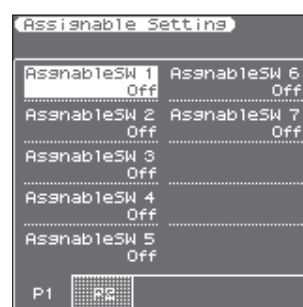 Assignable Setting
AsgnableSW 1
Off
AsgnableSW 6
Off
AsgnableSW 2
Off
AsgnableSW 7
Off
AsgnableSW 3
Off
AsgnableSW 4
Off
AsgnableSW 5
Off
P1 P2